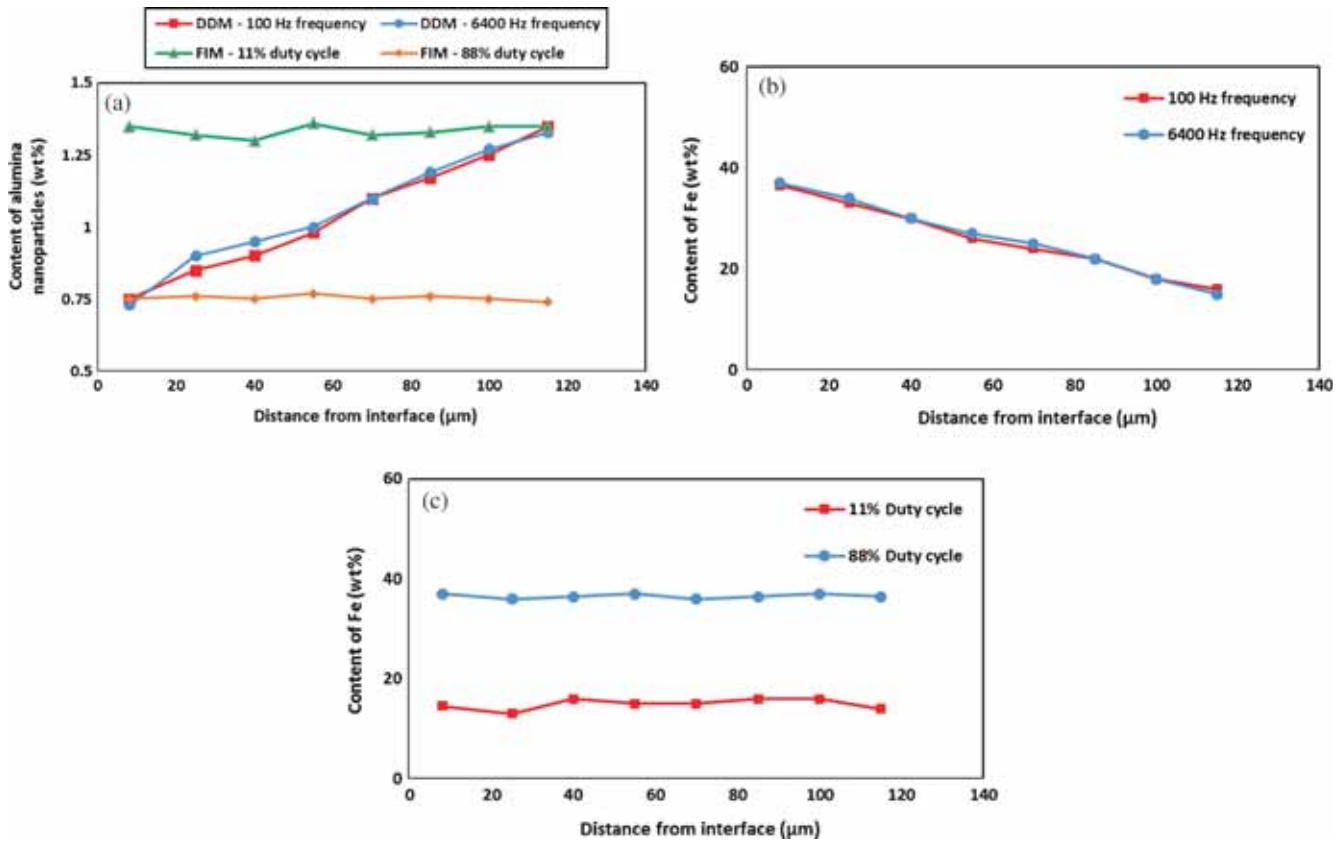 DDM - 100 Hz frequency DDM - 6400 Hz frequency
FIM - 11% duty cycle FIM - 88% duty cycle
(a)
Content of alumina
nanoparticles (wt%)
1.5
1.25
1
0.75
0.5
0 20 40 60 80 100 120 140
Distance from interface (μm)
(b)
100 Hz frequency
6400 Hz frequency
Content of Fe (wt%)
60
40
20
0
0 20 40 60 80 100 120 140
Distance from interface (μm)
(c)
11% Duty cycle
88% Duty cycle
Content of Fe (wt%)
60
40
20
0
0 20 40 60 80 100 120 140
Distance from interface (μm)